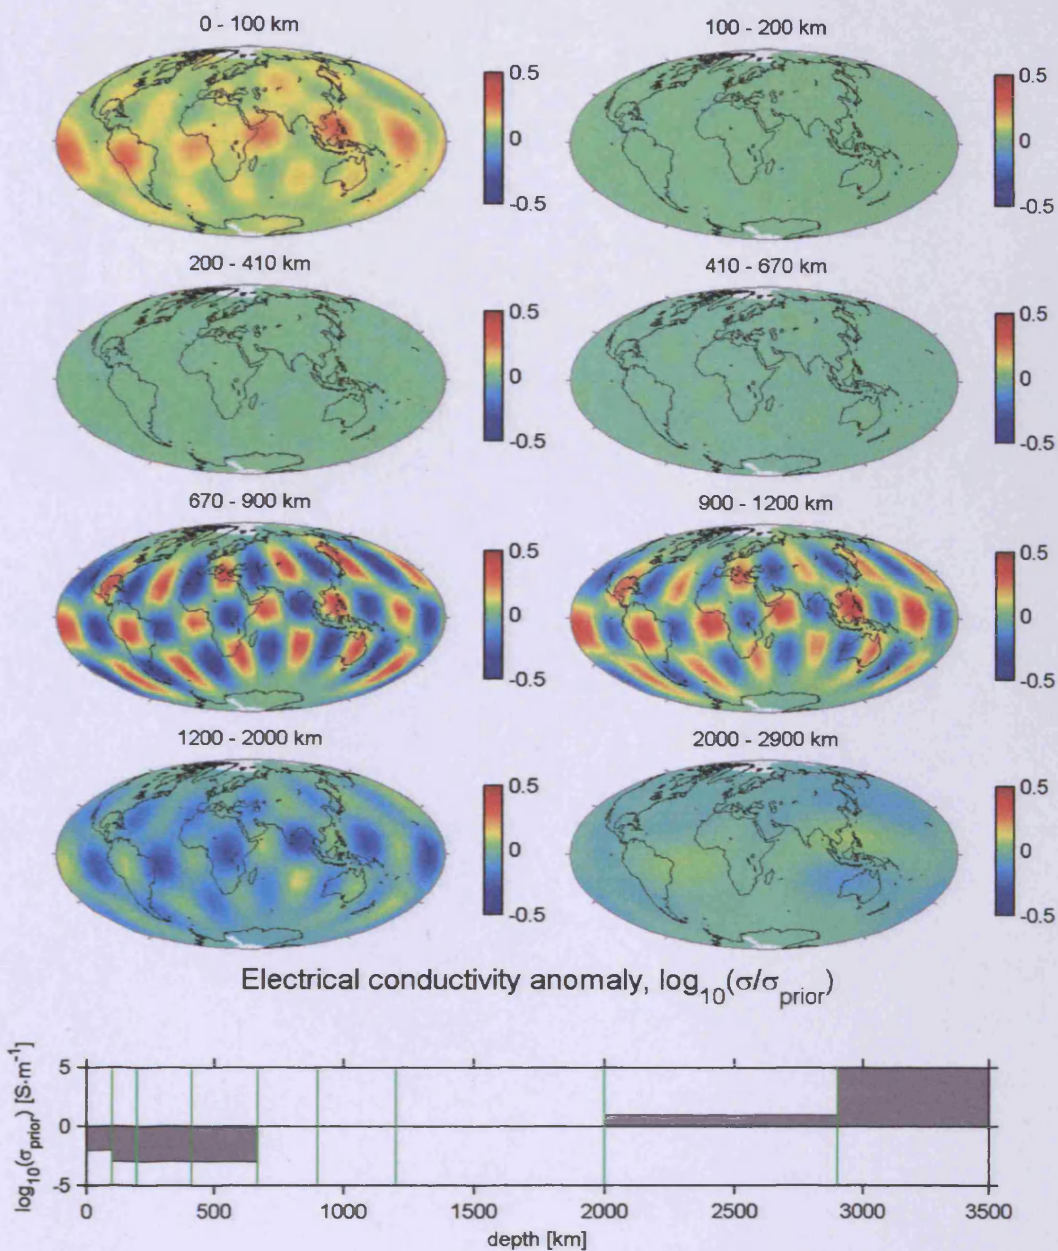 0 - 100 km
100 - 200 km
0.5
0
-0.5
0.5
0
-0.5
200 - 410 km
410 - 670 km
0.5
0
-0.5
0.5
0
-0.5
670 - 900 km
900 - 1200 km
0.5
0
-0.5
0.5
0
-0.5
1200 - 2000 km
2000 - 2900 km
0.5
0
-0.5
0.5
0
-0.5
Electrical conductivity anomaly, log10(σ/σprior)
log10(σprior) [S·m-1]
5
0
-5
0 500 1000 1500 2000 2500 3000 3500
depth [km]